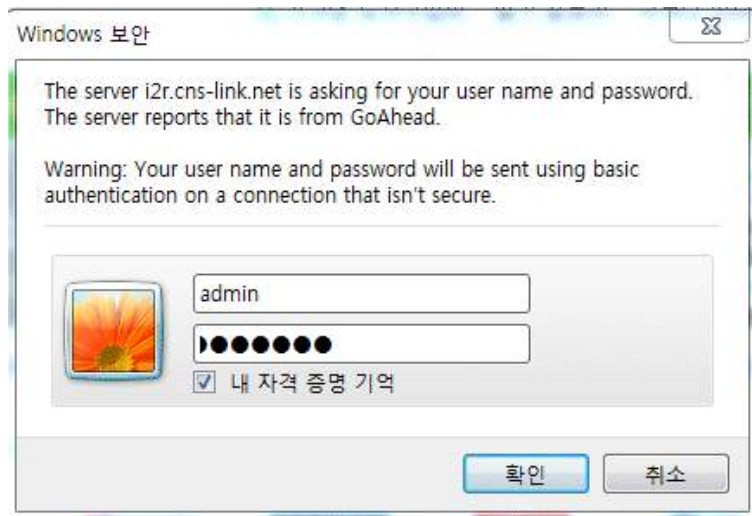 Windows 보안
The server i2r.cns-link.net is asking for your user name and password.
The server reports that it is from GoAhead.
Warning: Your user name and password will be sent using basic
authentication on a connection that isn't secure.
admin
●●●●●●●
내 자격 증명 기억
확인
취소